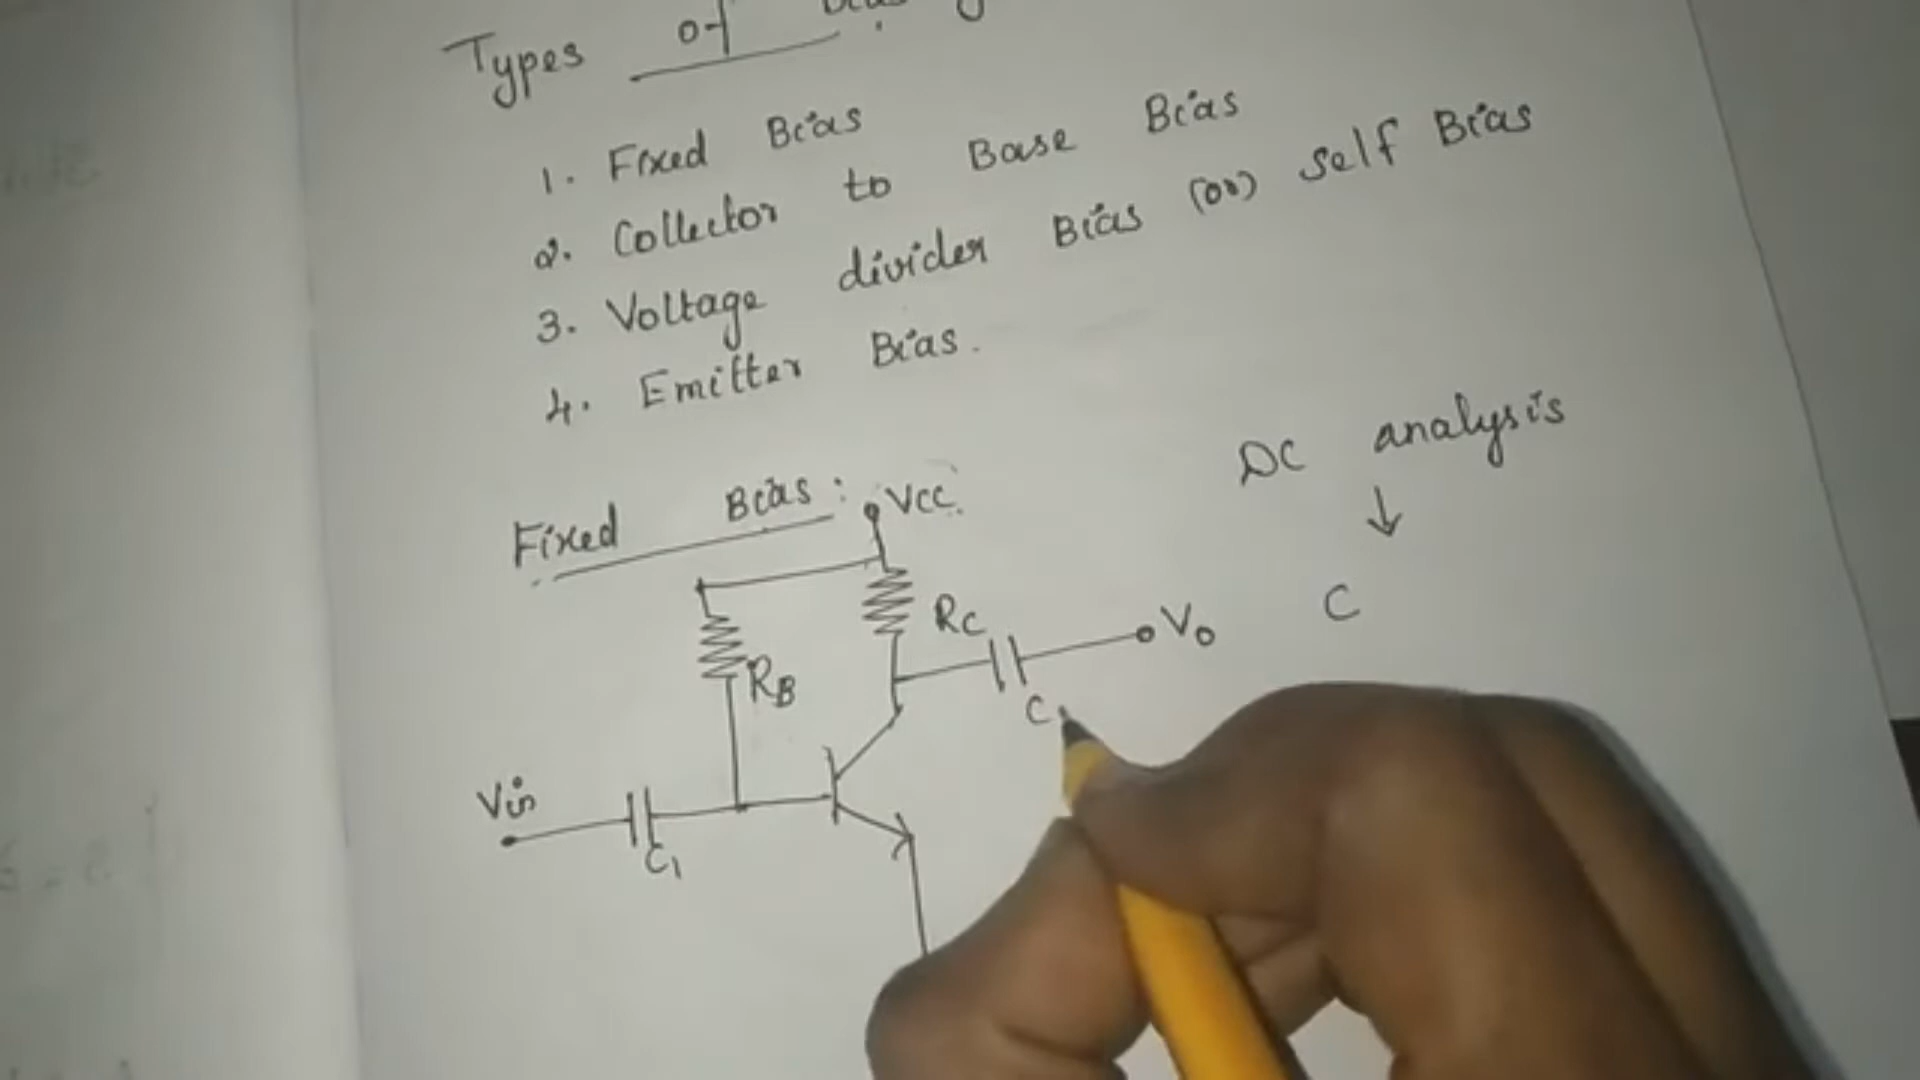 Types of
1. Fixed Bias
2. Collector to Base Bias
3. Voltage divider Bias (or) Self Bias
4. Emitter Bias.
DC analysis
Fixed Bias:
VCC
RC
Vo
C
RB
C
Vin
C1